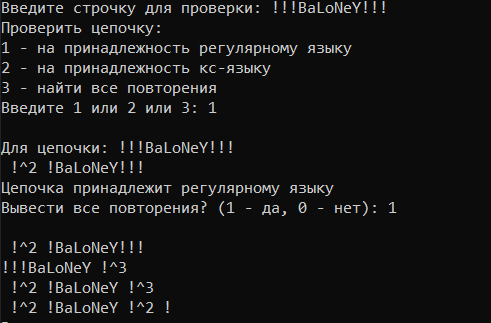 Введите строчку для проверки: !!!BaLoNeY!!!
Проверить цепочку:
1 - на принадлежность регулярному языку
2 - на принадлежность кс-языку
3 - найти все повторения
Введите 1 или 2 или 3: 1
Для цепочки: !!!BaLoNeY!!!
!^2 !BaLoNeY!!!
Цепочка принадлежит регулярному языку
Вывести все повторения? (1 - да, 0 - нет): 1
!^2 !BaLoNeY!!!
!!!BaLoNeY !^3
!^2 !BaLoNeY !^3
!^2 !BaLoNeY !^2 !